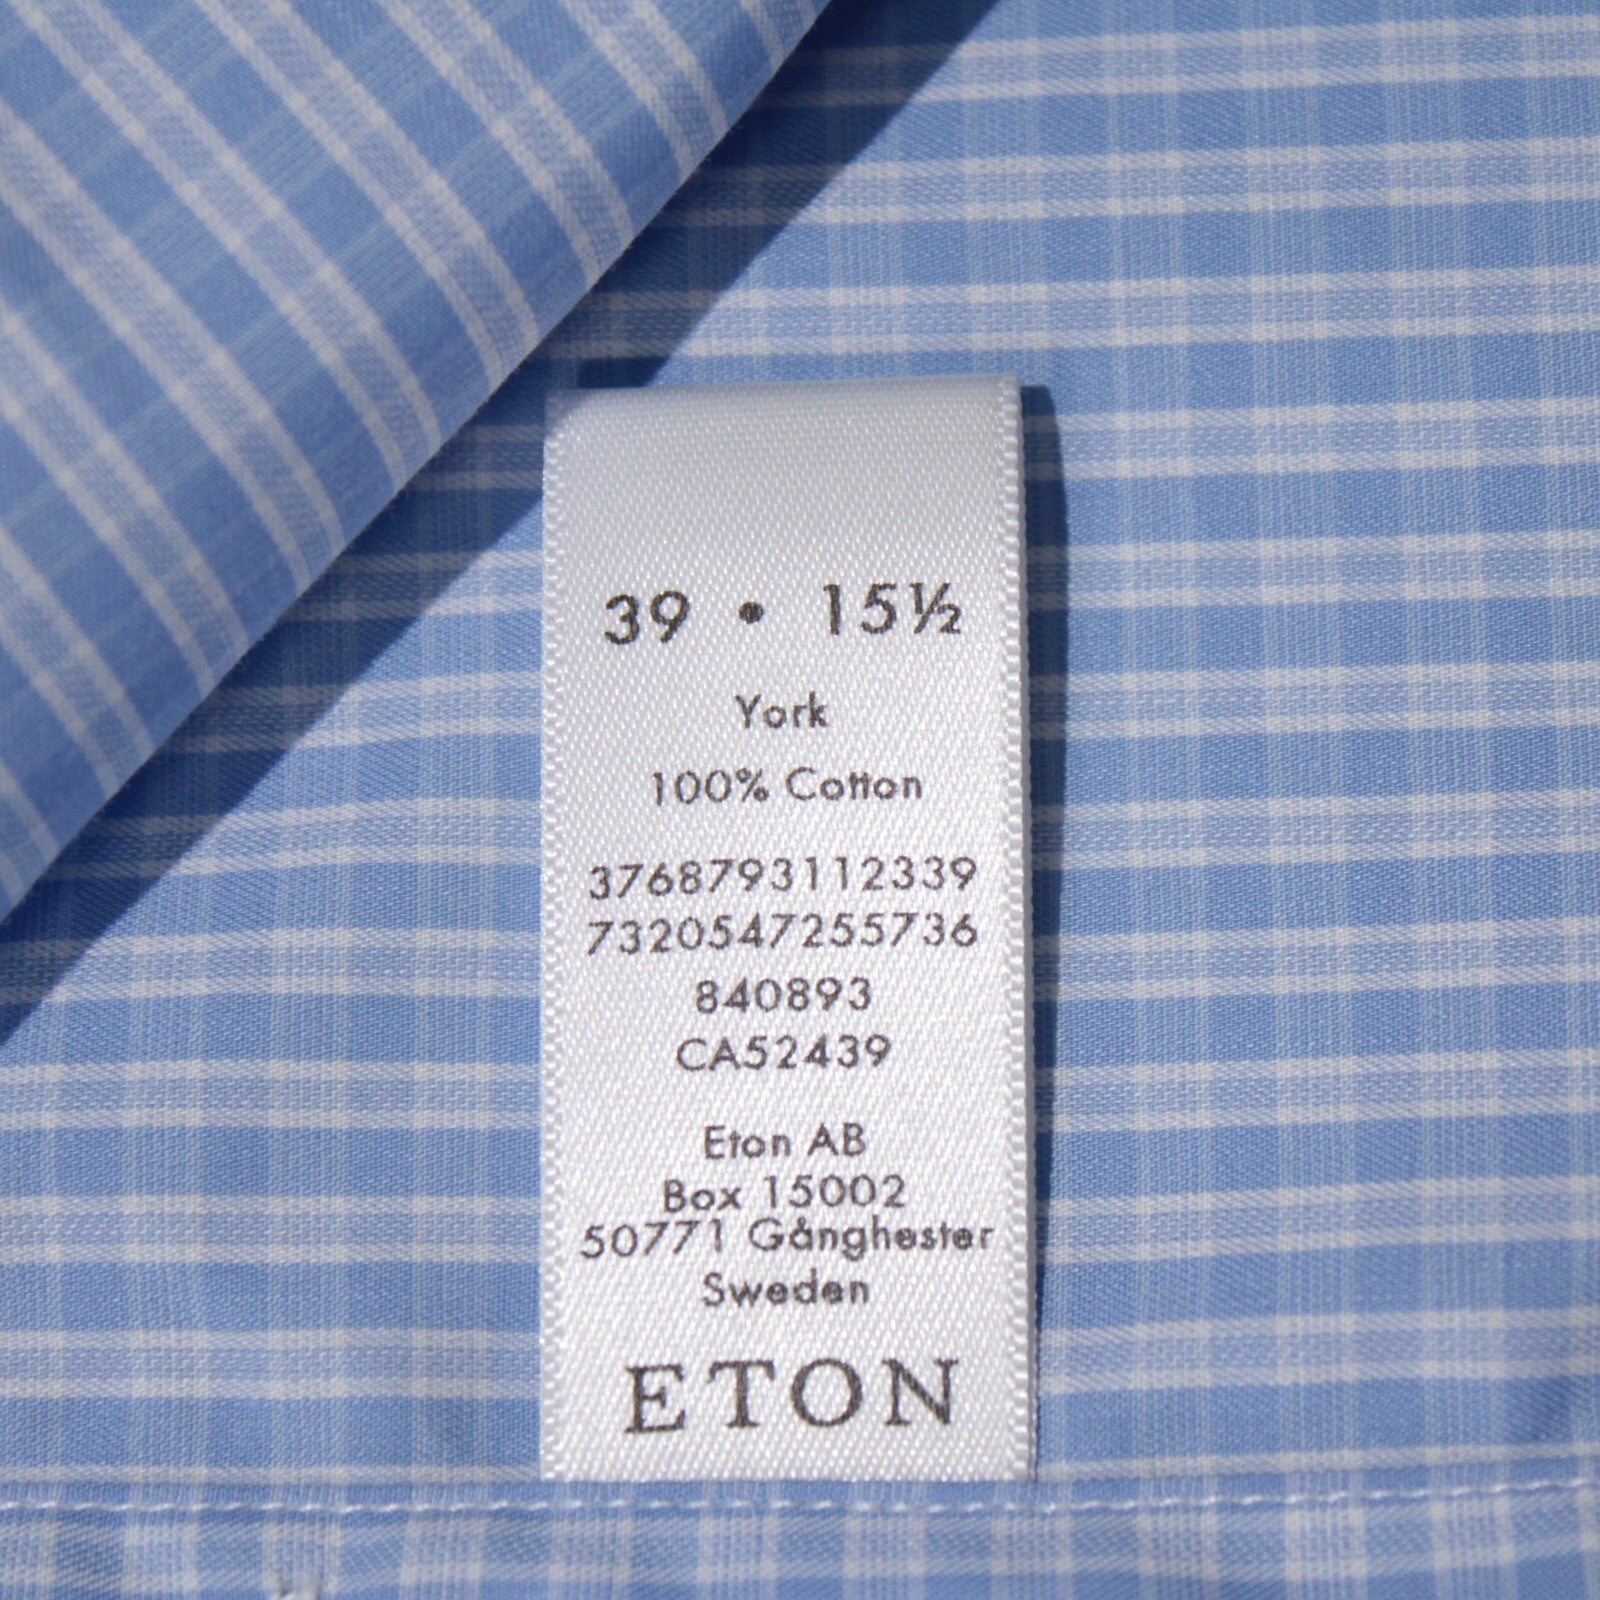 39 • 15½
York
100% Cotton
3768793112339
7320547255736
840893
CA52439
Eton AB
Box 15002
50771 Gånghester
Sweden
ETON